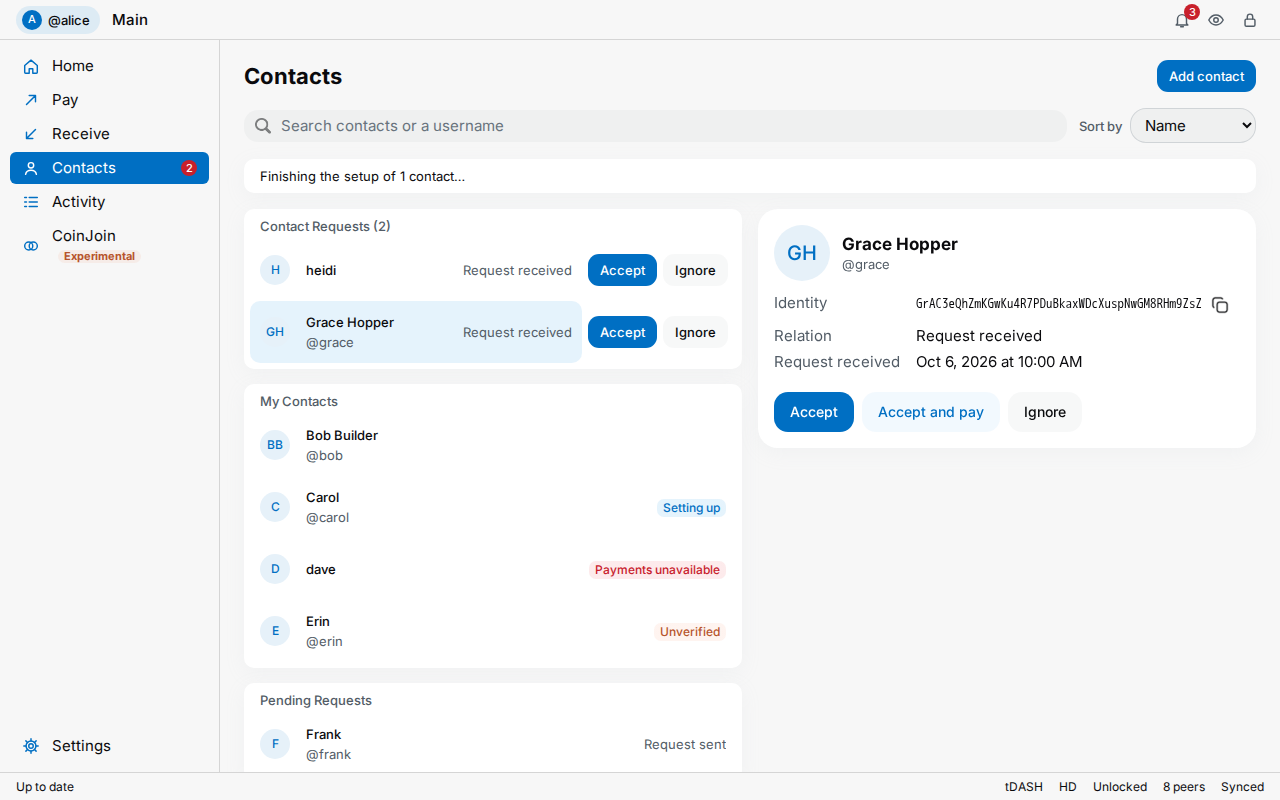 A @alice Main 3
Home
Pay
Receive
Contacts 2
Activity
CoinJoin
Experimental
Settings
Contacts
Add contact
Search contacts or a username
Sort by Name
Finishing the setup of 1 contact…
Contact Requests (2)
H heidi Request received Accept Ignore
GH Grace Hopper
@grace
Request received Accept Ignore
My Contacts
BB Bob Builder
@bob
C Carol
@carol
Setting up
D dave Payments unavailable
E Erin
@erin
Unverified
Pending Requests
F Frank
@frank
Request sent
GH Grace Hopper
@grace
Identity GrAC3eQhZmKGwKu4R7PDuBkaxWDcXuspNwGM8RHm9ZsZ
Relation Request received
Request received Oct 6, 2026 at 10:00 AM
Accept Accept and pay Ignore
Up to date tDASH HD Unlocked 8 peers Synced